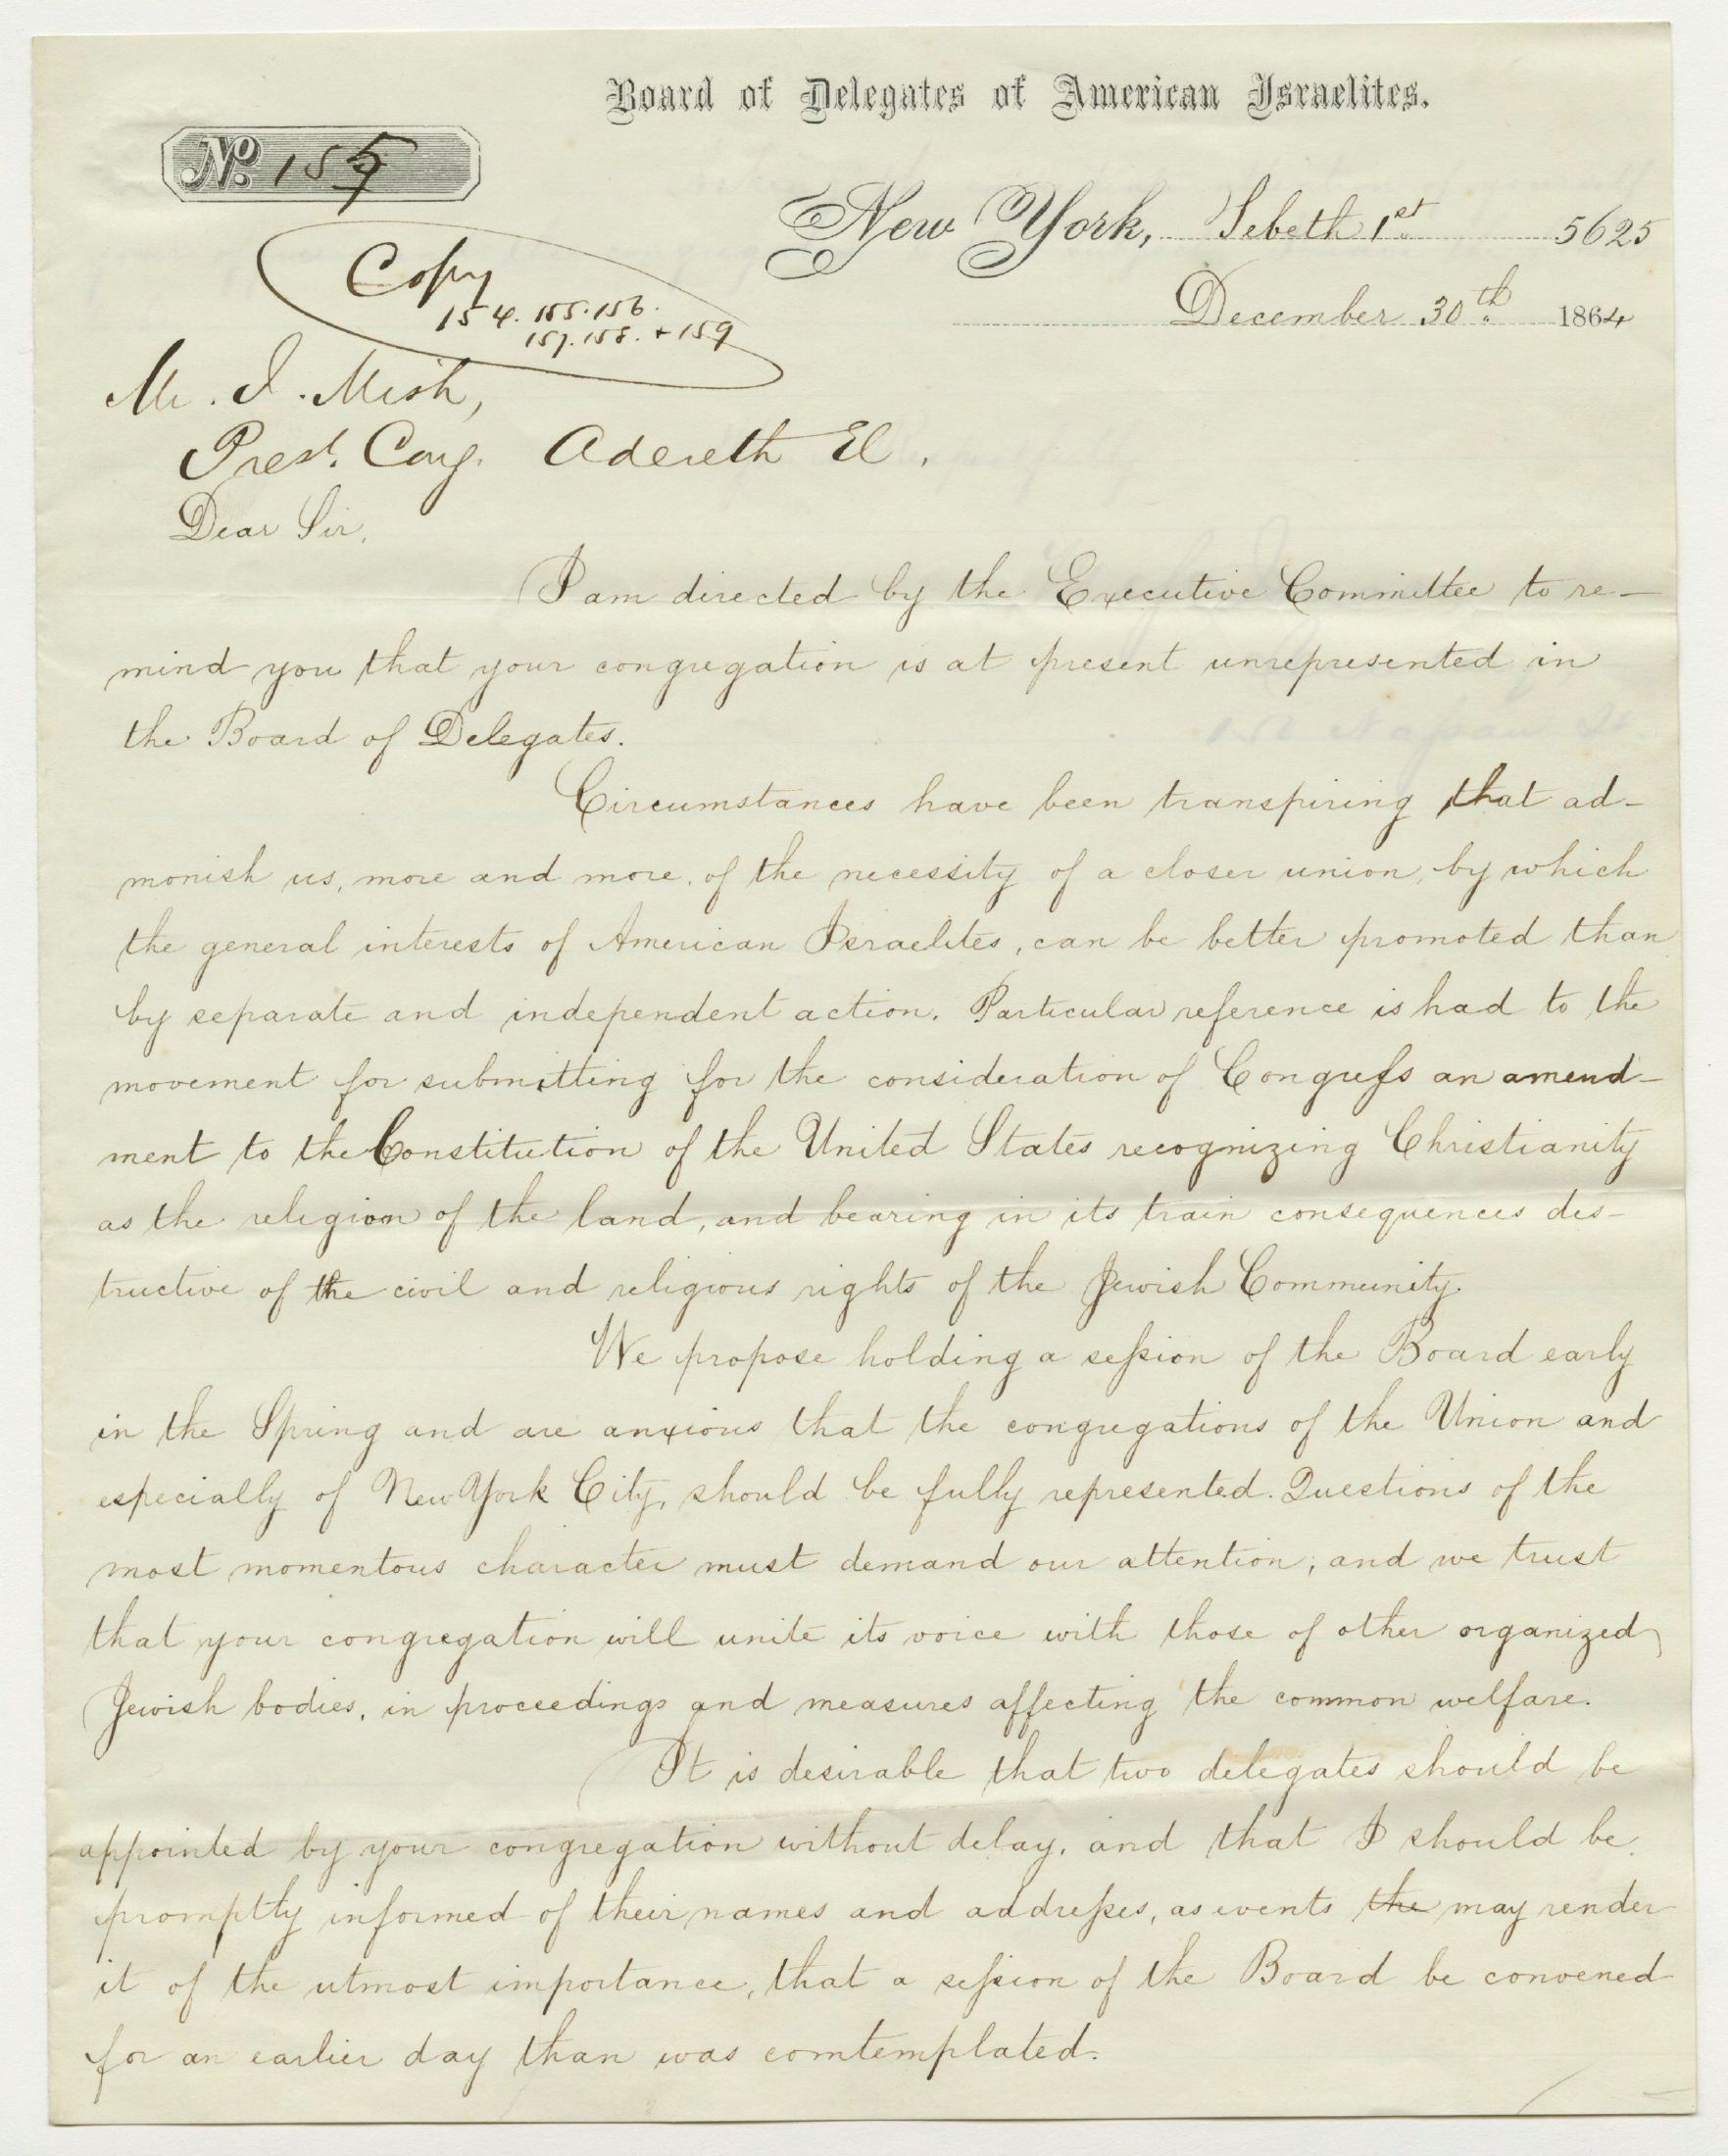 Board of Delegates of American Israelites.
No. 155
New York, Sebeth 1st 5625
December 30th 1864
Copy
154. 155. 156.
157. 158. + 159
Mr. I. Mish,
Prest. Cong. Adereth El.
Dear Sir,
I am directed by the Executive Committee to re-
mind you that your congregation is at present unrepresented in
the Board of Delegates.
Circumstances have been transpiring that ad-
monish us, more and more, of the necessity of a closer union, by which
the general interests of American Israelites, can be better promoted than
by separate and independent action. Particular reference is had to the
movement for submitting for the consideration of Congress an amend-
ment to the Constitution of the United States recognizing Christianity
as the religion of the land, and bearing in its train consequences des-
tructive of the civil and religious rights of the Jewish Community.
We propose holding a session of the Board early
in the Spring and are anxious that the congregations of the Union and
especially of New York City, should be fully represented. Questions of the
most momentous character must demand our attention; and we trust
that your congregation will unite its voice with those of other organized
Jewish bodies, in proceedings and measures affecting the common welfare.
It is desirable that two delegates should be
appointed by your congregation without delay, and that I should be
promptly informed of their names and addresses, as events the may render
it of the utmost importance, that a session of the Board be convened
for an earlier day than was comtemplated.